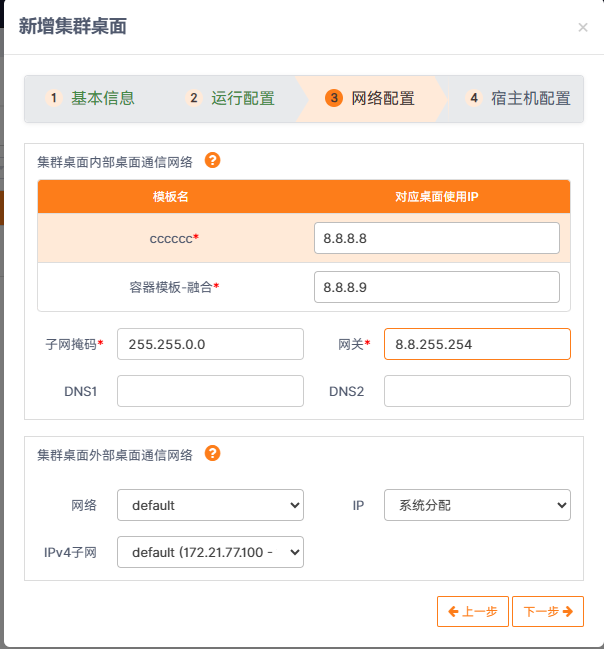 新增集群桌面
×
1 基本信息 2 运行配置 3 网络配置 4 宿主机配置
集群桌面内部桌面通信网络 ?
模板名 对应桌面使用IP
cccccc* 8.8.8.8
容器模板-融合* 8.8.8.9
子网掩码* 255.255.0.0 网关* 8.8.255.254
DNS1 DNS2
集群桌面外部桌面通信网络 ?
网络 default IP 系统分配
IPv4子网 default (172.21.77.100 -
上一步 下一步